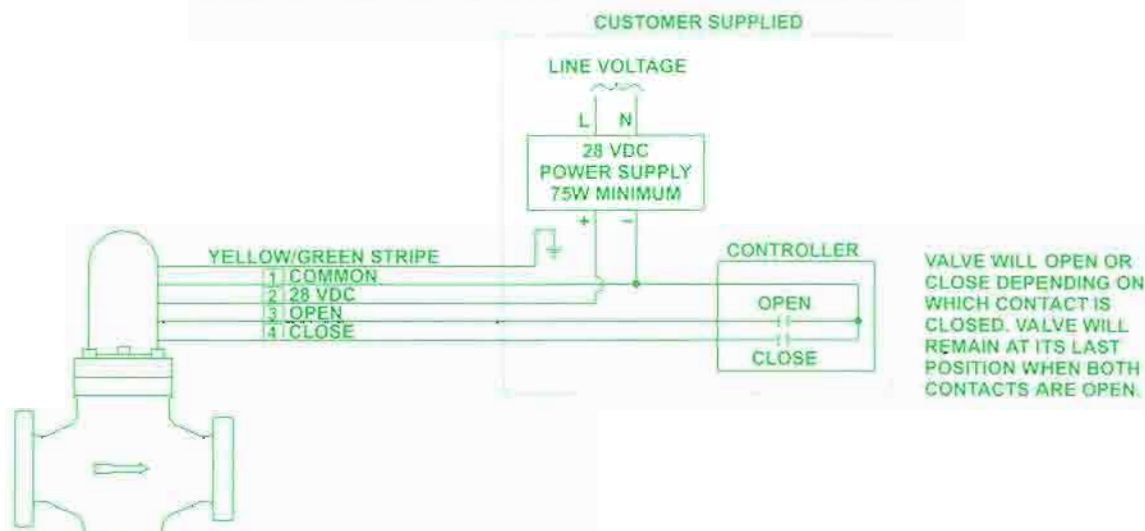 CUSTOMER SUPPLIED
LINE VOLTAGE
L N
28 VDC
POWER SUPPLY
75W MINIMUM
+ −
YELLOW/GREEN STRIPE
1 COMMON
2 28 VDC
3 OPEN
4 CLOSE
CONTROLLER
OPEN
CLOSE
VALVE WILL OPEN OR
CLOSE DEPENDING ON
WHICH CONTACT IS
CLOSED. VALVE WILL
REMAIN AT ITS LAST
POSITION WHEN BOTH
CONTACTS ARE OPEN.